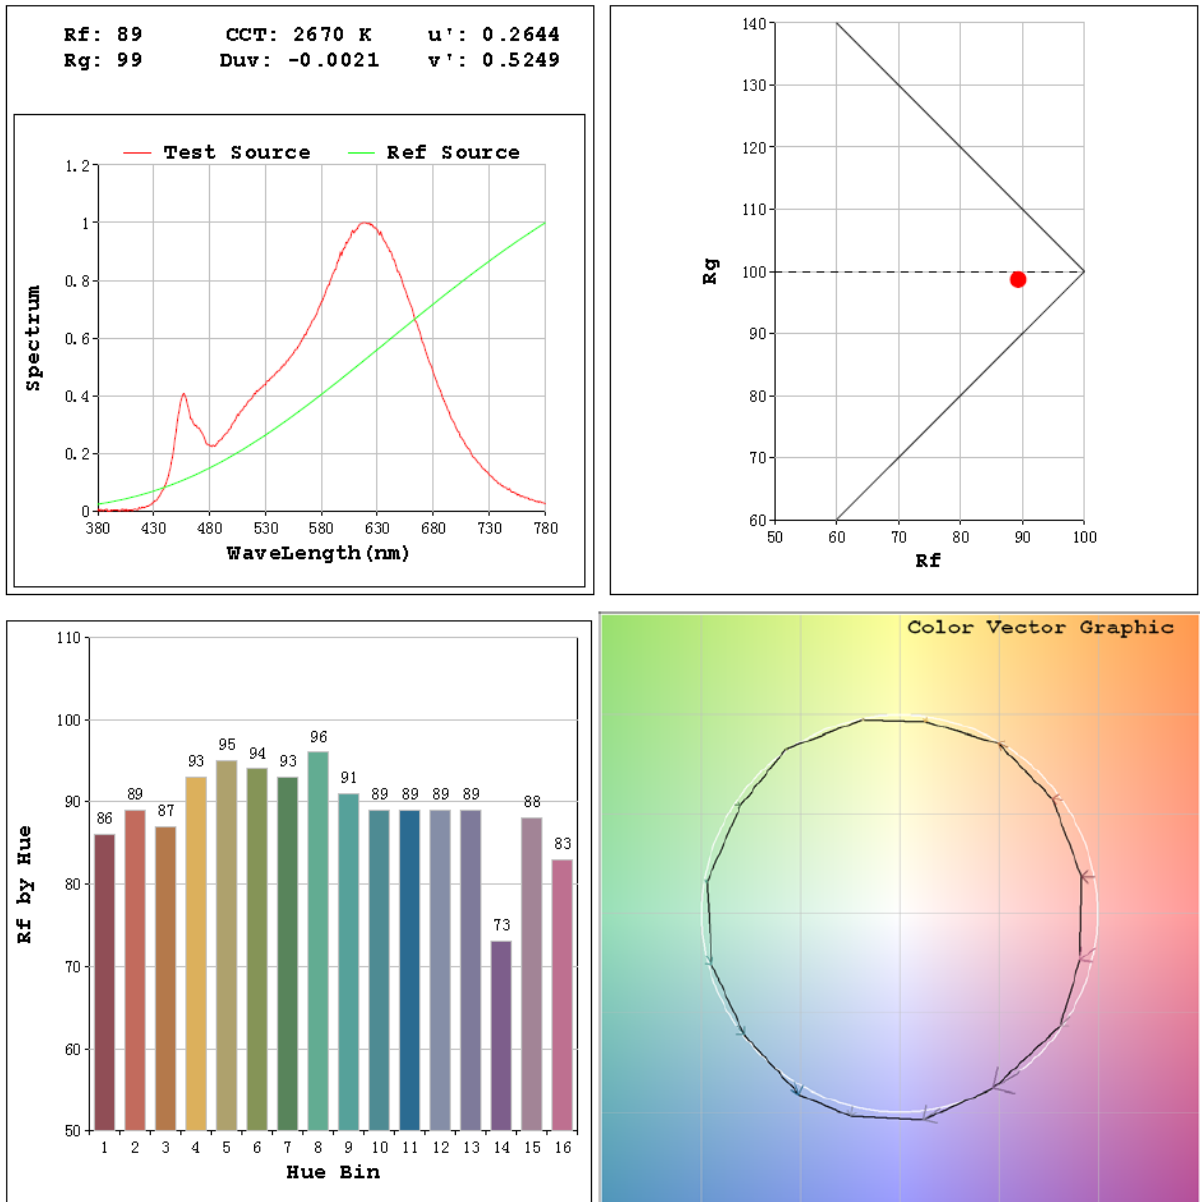 Rf: 89 CCT: 2670 K u': 0.2644
Rg: 99 Duv: -0.0021 v': 0.5249
Test Source Ref Source
1.2
1
0.8
0.6
0.4
0.2
0
Spectrum
380 430 480 530 580 630 680 730 780
WaveLength(nm)
140
130
120
110
100
90
80
70
60
Rg
50 60 70 80 90 100
Rf
110
100
90
80
70
60
50
Rf by Hue
86 89 87 93 95 94 93 96 91 89 89 89 89 73 88 83
1 2 3 4 5 6 7 8 9 10 11 12 13 14 15 16
Hue Bin
Color Vector Graphic